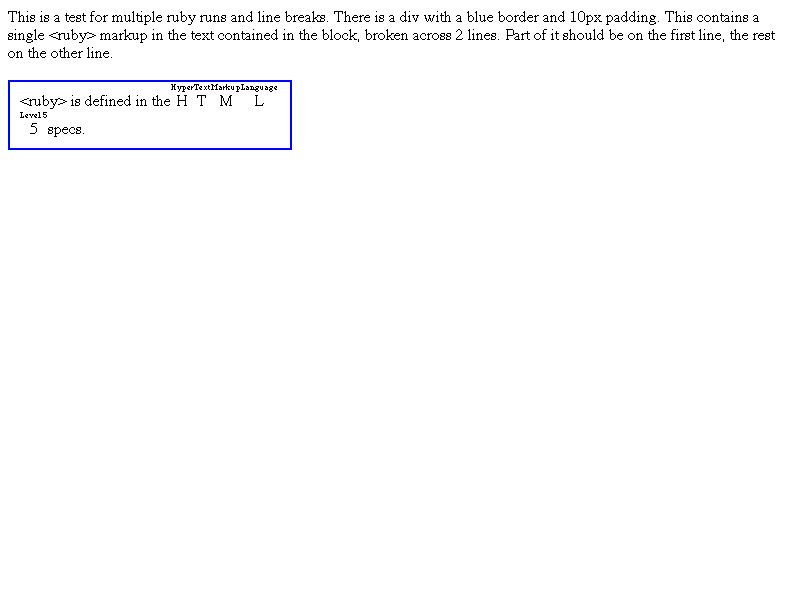 This is a test for multiple ruby runs and line breaks. There is a div with a blue border and 10px padding. This contains a
single <ruby> markup in the text contained in the block, broken across 2 lines. Part of it should be on the first line, the rest
on the other line.
HyperTextMarkupLanguage
<ruby> is defined in the H T M L
Level5
5 specs.